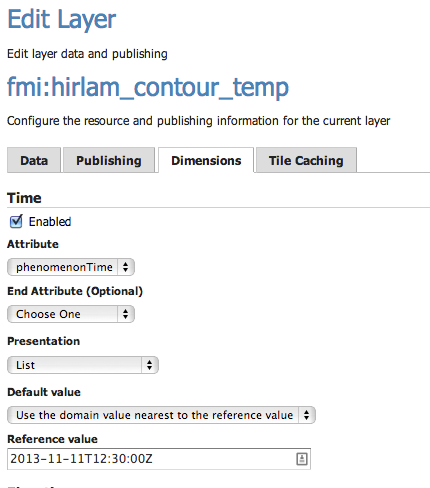 Edit Layer
Edit layer data and publishing
fmi:hirlam_contour_temp
Configure the resource and publishing information for the current layer
Data Publishing Dimensions Tile Caching
Time
Enabled
Attribute
phenomenonTime
End Attribute (Optional)
Choose One
Presentation
List
Default value
Use the domain value nearest to the reference value
Reference value
2013-11-11T12:30:00Z